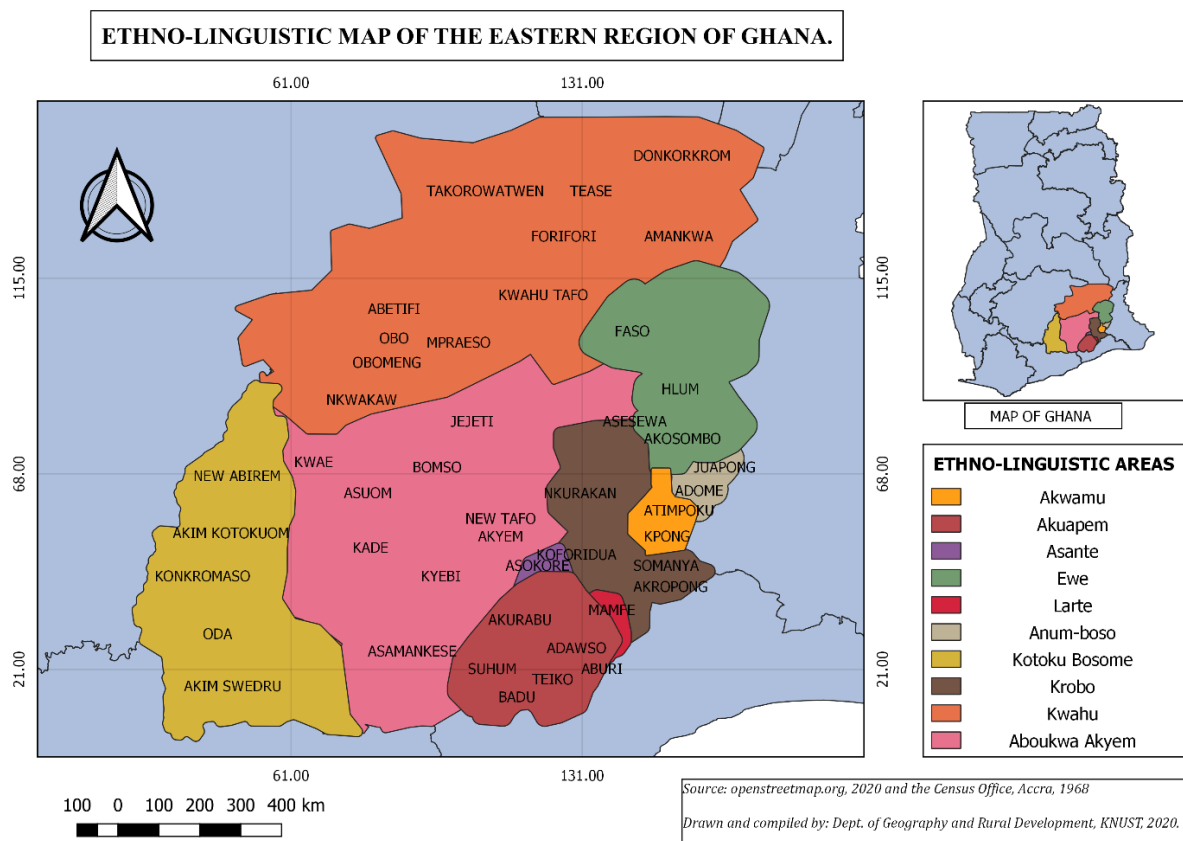 ETHNO-LINGUISTIC MAP OF THE EASTERN REGION OF GHANA.
61.00
131.00
DONKORKROM
TAKOROWATWEN
TEASE
FORIFORI
AMANKWA
115.00
115.00
KWAHU TAFO
ABETIFI
FASO
OBO
MPRAESO
OBOMENG
HLUM
NKWAKAW
JEJETI
ASESEWA
AKOSOMBO
KWAE
BOMSO
JUAPONG
68.00
68.00
NEW ABIREM
ASUOM
NKURAKAN
ADOME
ATIMPOKU
NEW TAFO
AKIM KOTOKUOM
AKYEM
KPONG
KADE
KOFORIDUA
ASOKORE
SOMANYA
KONKROMASO
KYEBI
AKROPONG
MAMFE
AKURABU
ODA
ASAMANKESE
ADAWSO
21.00
21.00
SUHUM
ABURI
TEIKO
AKIM SWEDRU
BADU
61.00
131.00
MAP OF GHANA
ETHNO-LINGUISTIC AREAS
Akwamu
Akuapem
Asante
Ewe
Larte
Anum-boso
Kotoku Bosome
Krobo
Kwahu
Aboukwa Akyem
100 0 100 200 300 400 km
Source: openstreetmap.org, 2020 and the Census Office, Accra, 1968
Drawn and compiled by: Dept. of Geography and Rural Development, KNUST, 2020.